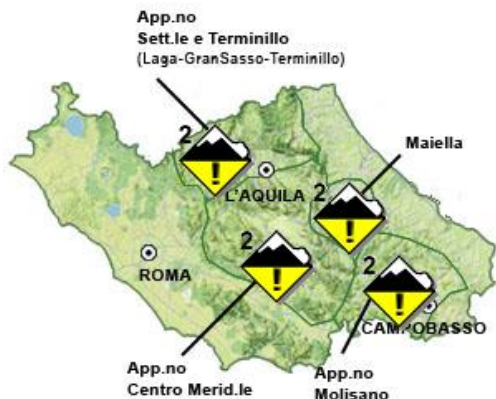 App.no
Sett.le e Terminillo
(Laga-GranSasso-Terminillo)
Maiella
2
!
L'AQUILA
2
!
ROMA
2
!
2
!
CAMPOBASSO
App.no
Centro Merid.le
App.no
Molisano